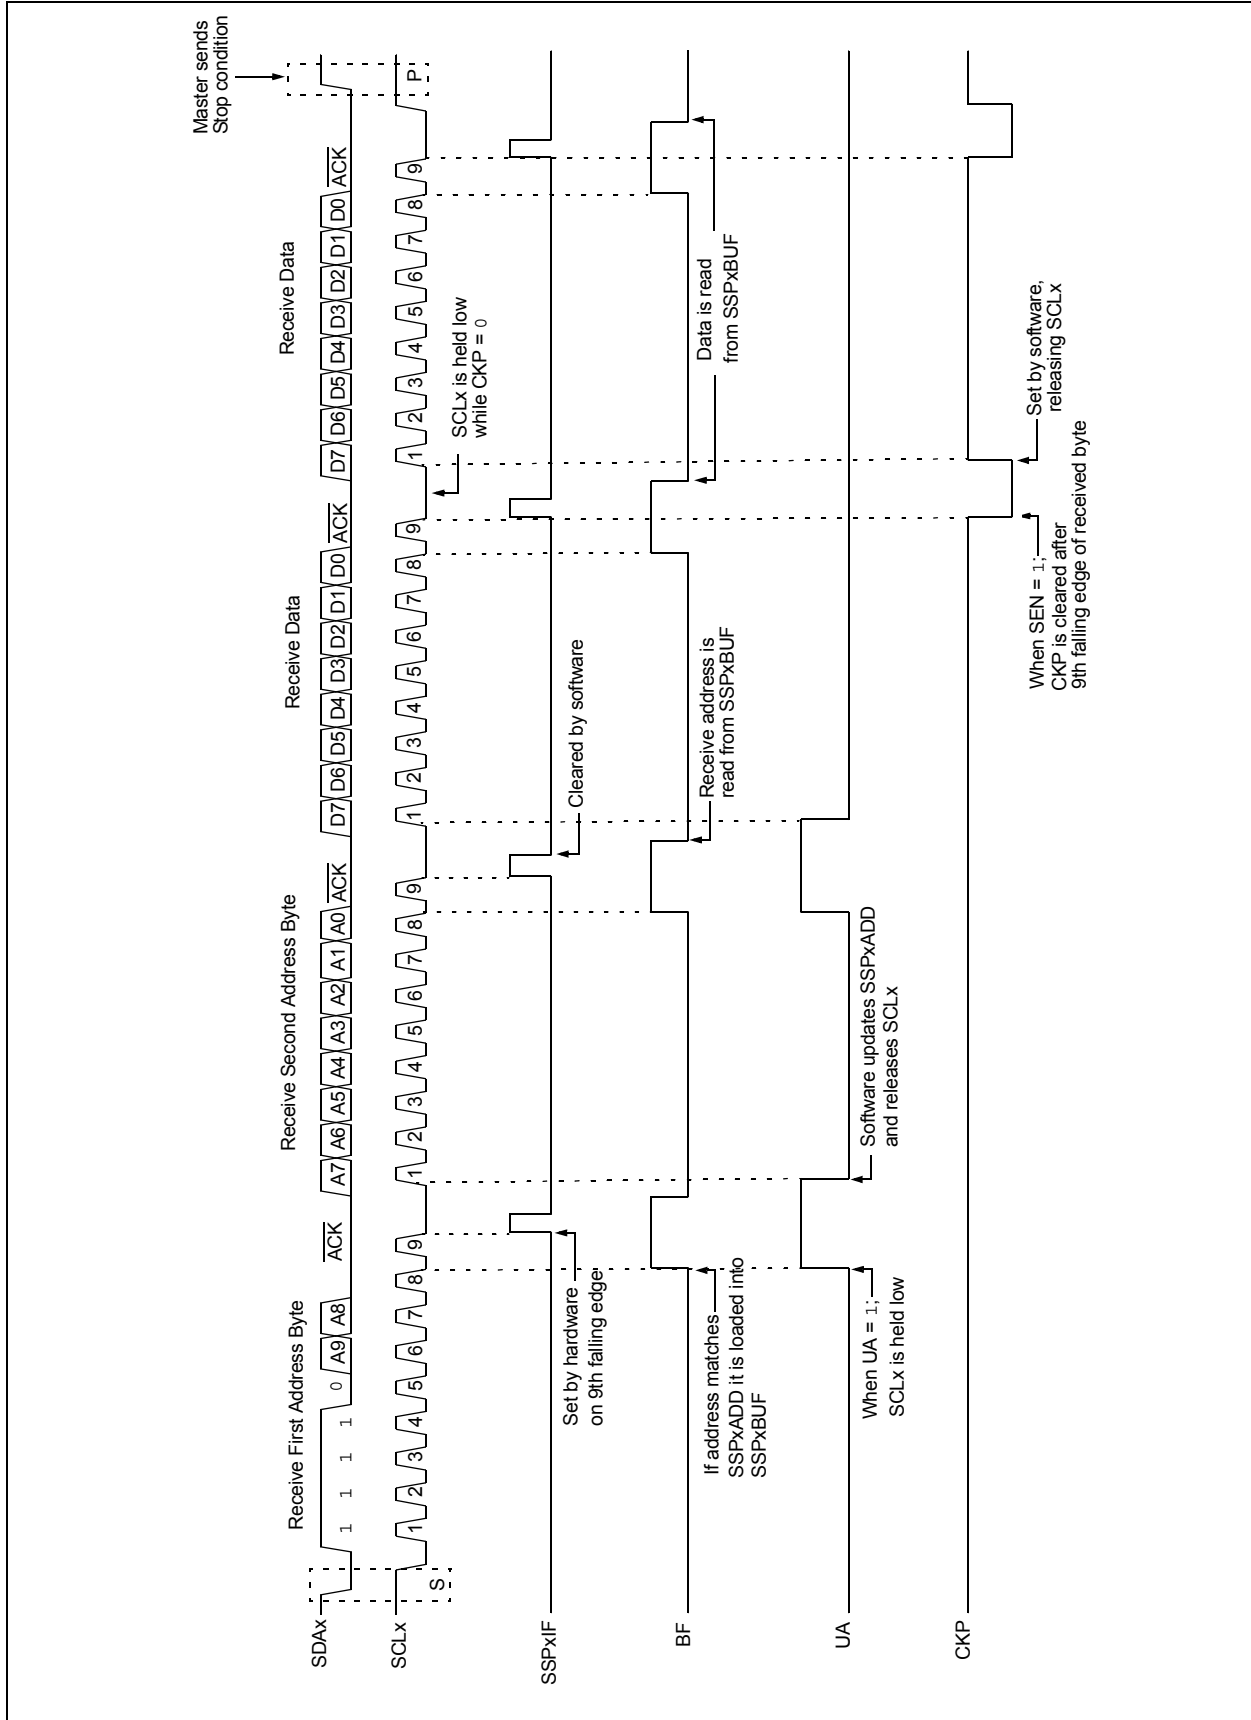 Master sends
Stop condition
Receive First Address Byte
Receive Second Address Byte
Receive Data
Receive Data
SDAx
1 1 1 1 0 A9 A8 ACK
A7 A6 A5 A4 A3 A2 A1 A0 ACK
D7 D6 D5 D4 D3 D2 D1 D0 ACK
D7 D6 D5 D4 D3 D2 D1 D0 ACK
SCLx
S
1 2 3 4 5 6 7 8 9
1 2 3 4 5 6 7 8 9
1 2 3 4 5 6 7 8 9
1 2 3 4 5 6 7 8 9
P
SCLx is held low
while CKP = 0
SSPxIF
Set by hardware
on 9th falling edge
Cleared by software
BF
If address matches
SSPxADD it is loaded into
SSPxBUF
Receive address is
read from SSPxBUF
Data is read
from SSPxBUF
UA
When UA = 1;
SCLx is held low
Software updates SSPxADD
and releases SCLx
CKP
When SEN = 1;
CKP is cleared after
9th falling edge of received byte
Set by software,
releasing SCLx